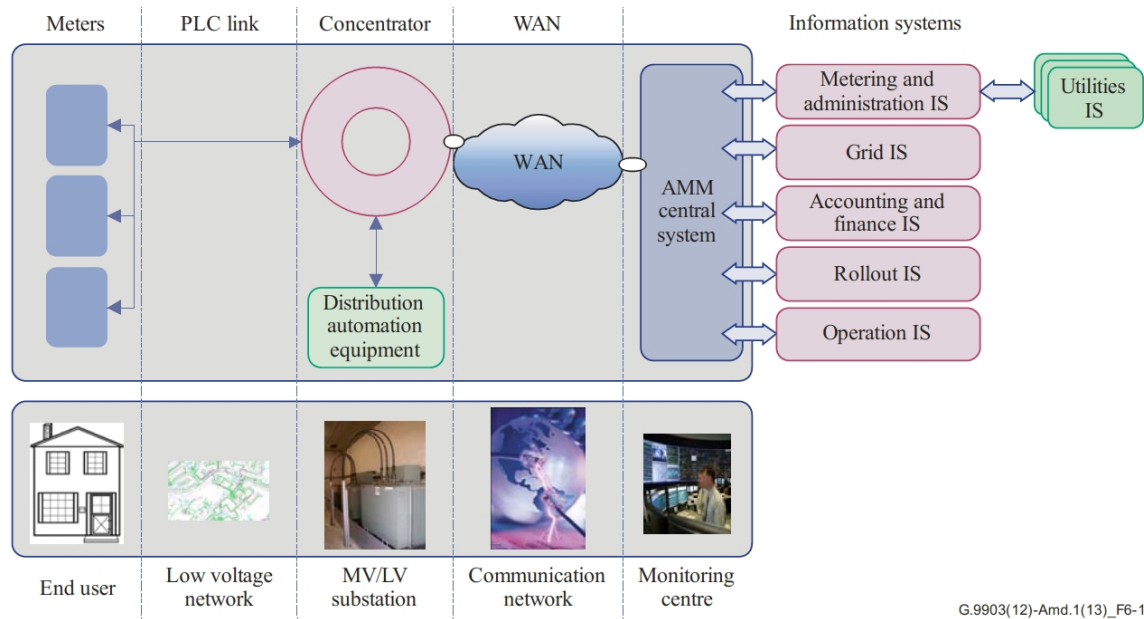 Meters
PLC link
Concentrator
WAN
Information systems
Metering and
administration IS
Utilities
IS
WAN
Grid IS
AMM
central
system
Accounting and
finance IS
Rollout IS
Distribution
automation
equipment
Operation IS
End user
Low voltage
network
MV/LV
substation
Communication
network
Monitoring
centre
G.9903(12)-Amd.1(13)_F6-1